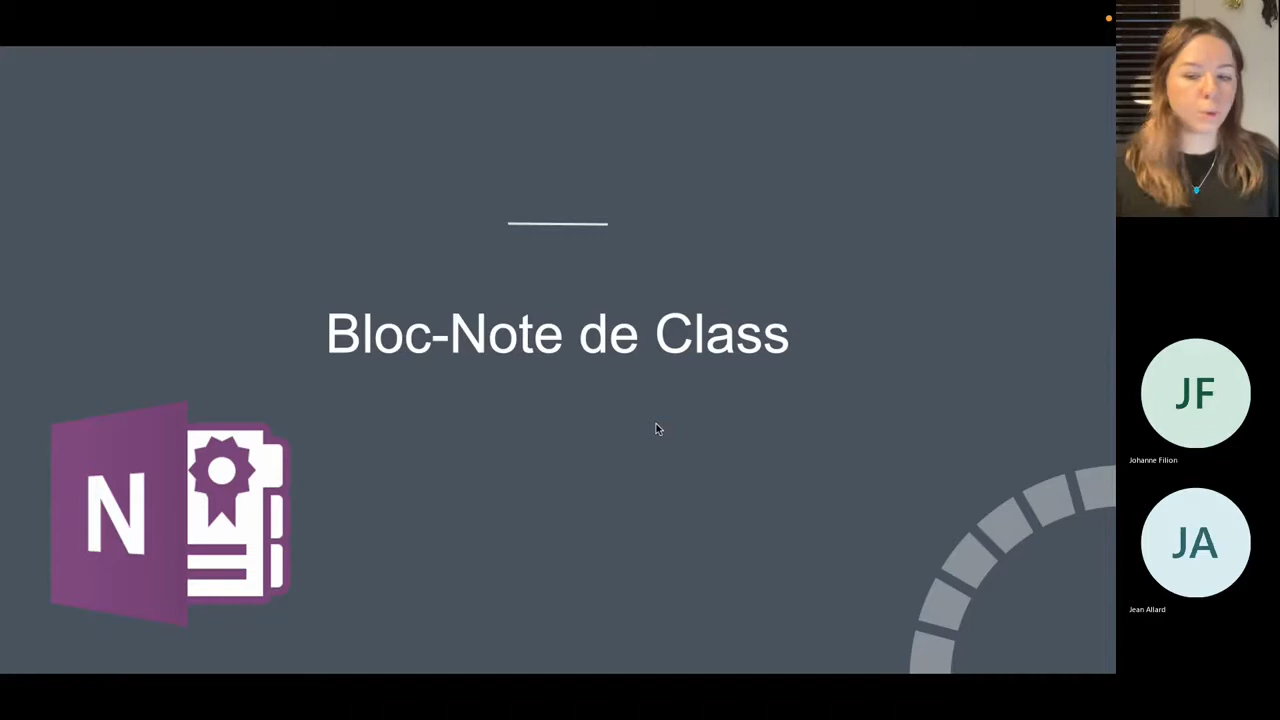 Bloc-Note de Class
N
JF
Johanne Filion
JA
Jean Allard